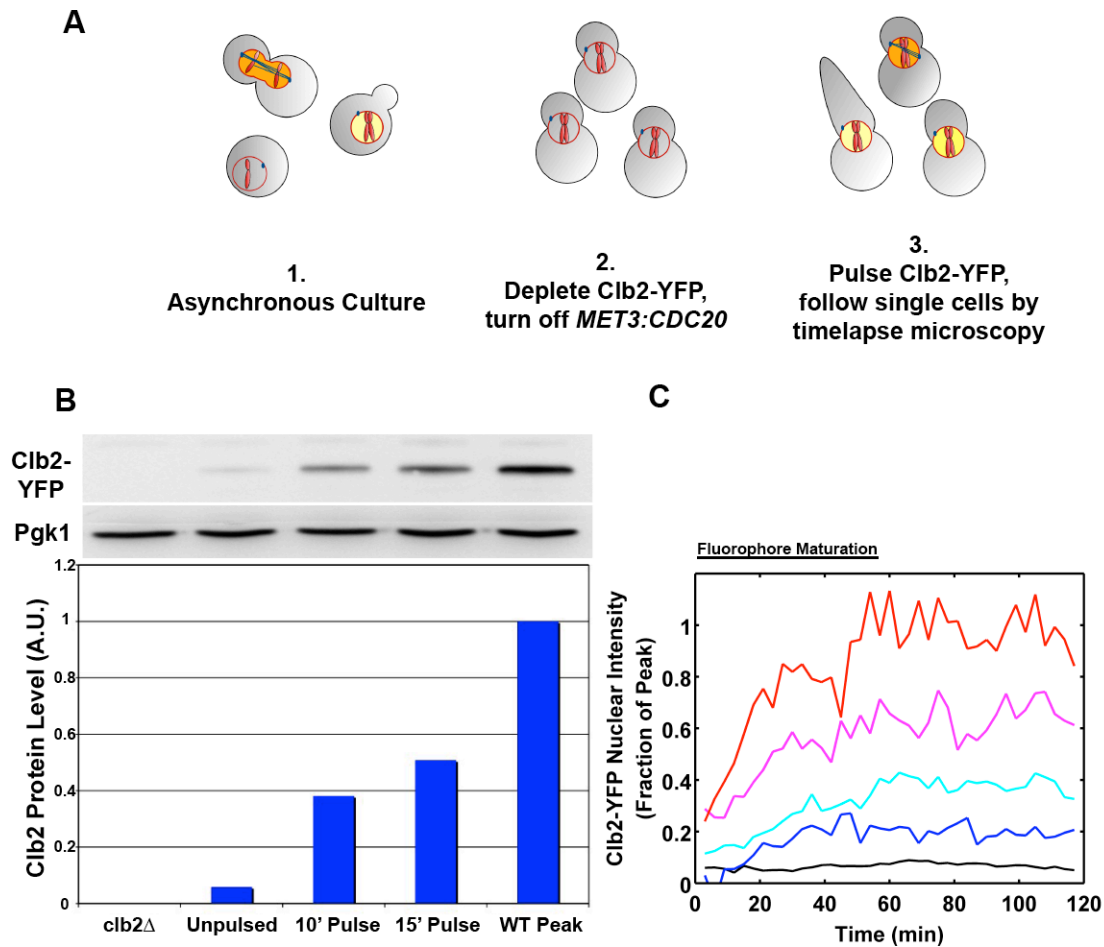 A
1.
Asynchronous Culture
2.
Deplete Clb2-YFP,
turn off MET3:CDC20
3.
Pulse Clb2-YFP,
follow single cells by
timelapse microscopy
B
Clb2-
YFP
Pgk1
Clb2 Protein Level (A.U.)
1.2
1
0.8
0.6
0.4
0.2
0
clb2Δ
Unpulsed
10' Pulse
15' Pulse
WT Peak
C
Fluorophore Maturation
Clb2-YFP Nuclear Intensity
(Fraction of Peak)
1
0.8
0.6
0.4
0.2
0
0
20
40
60
80
100
120
Time (min)